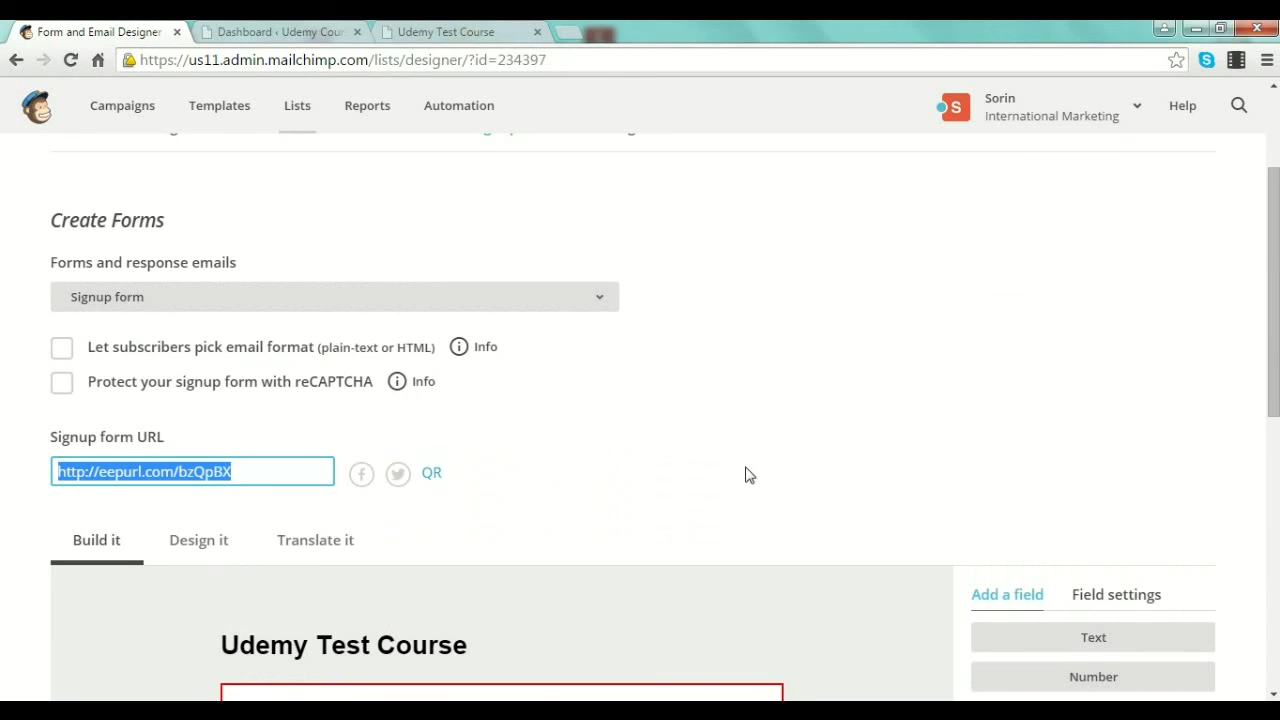 Form and Email Designer
Dashboard ‹ Udemy Cour
Udemy Test Course
https://us11.admin.mailchimp.com/lists/designer/?id=234397
Campaigns Templates Lists Reports Automation
S Sorin
International Marketing
Help
Create Forms
Forms and response emails
Signup form
Let subscribers pick email format (plain-text or HTML) Info
Protect your signup form with reCAPTCHA Info
Signup form URL
http://eepurl.com/bzQpBX QR
Build it Design it Translate it
Add a field Field settings
Text
Udemy Test Course
Number